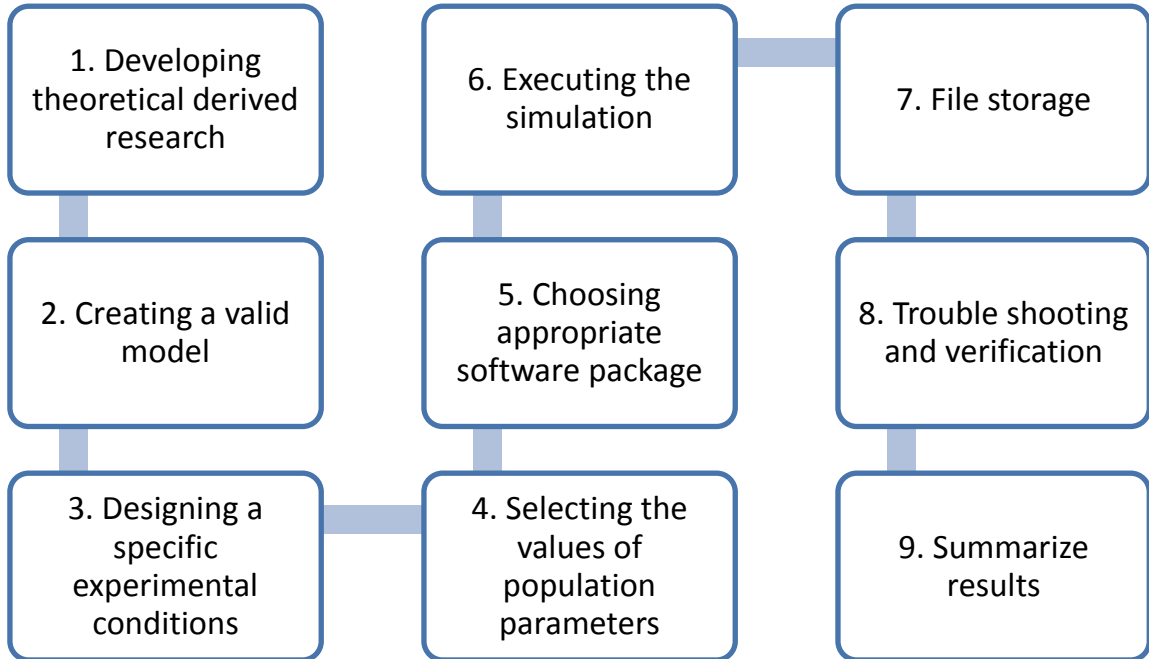 1. Developing
theoretical derived
research
2. Creating a valid
model
3. Designing a
specific
experimental
conditions
4. Selecting the
values of
population
parameters
5. Choosing
appropriate
software package
6. Executing the
simulation
7. File storage
8. Trouble shooting
and verification
9. Summarize
results